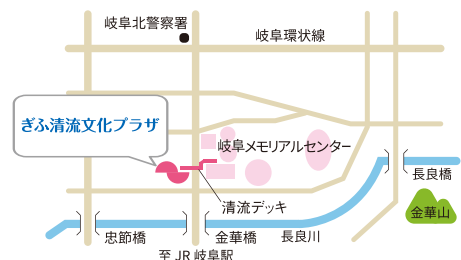 岐阜北警察署
岐阜環状線
ぎふ清流文化プラザ
岐阜メモリアルセンター
長良橋
清流デッキ
金華山
忠節橋
金華橋
長良川
至 JR 岐阜駅